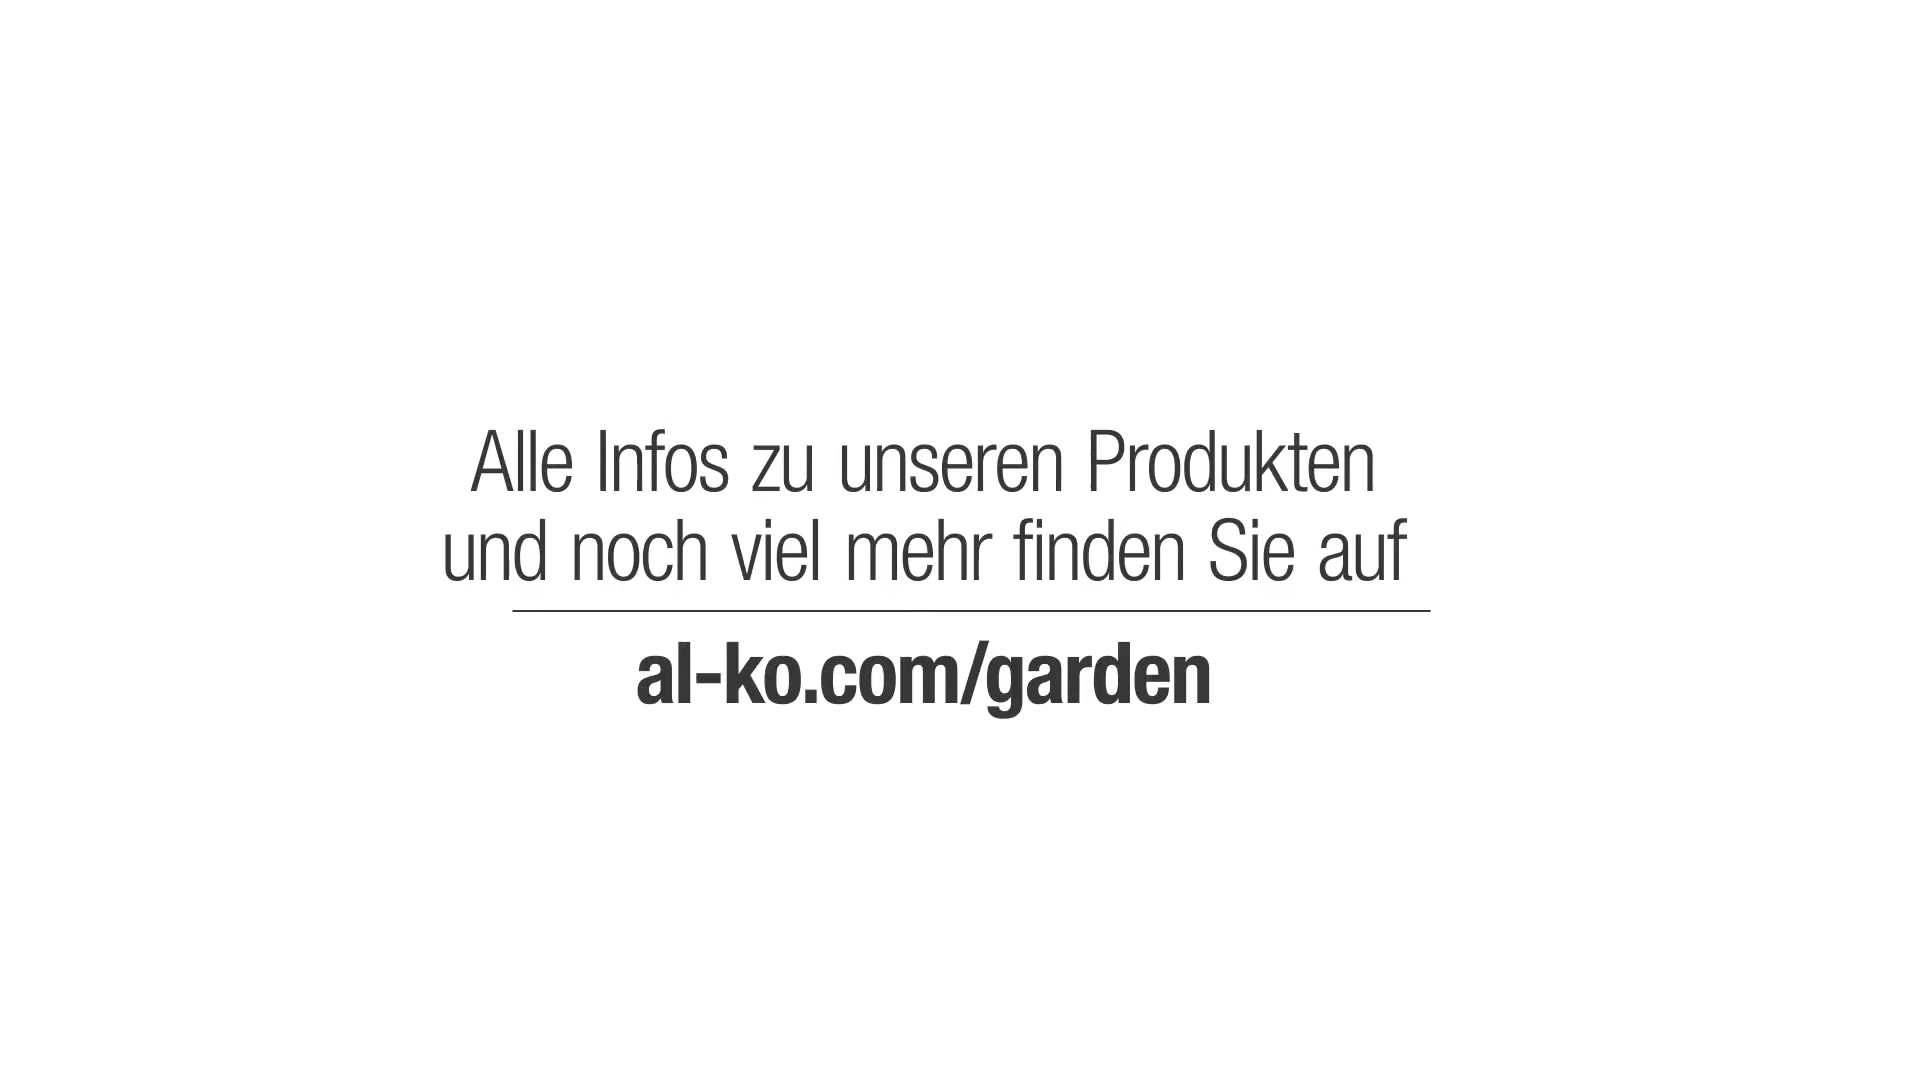 Alle Infos zu unseren Produkten
und noch viel mehr finden Sie auf
al-ko.com/garden